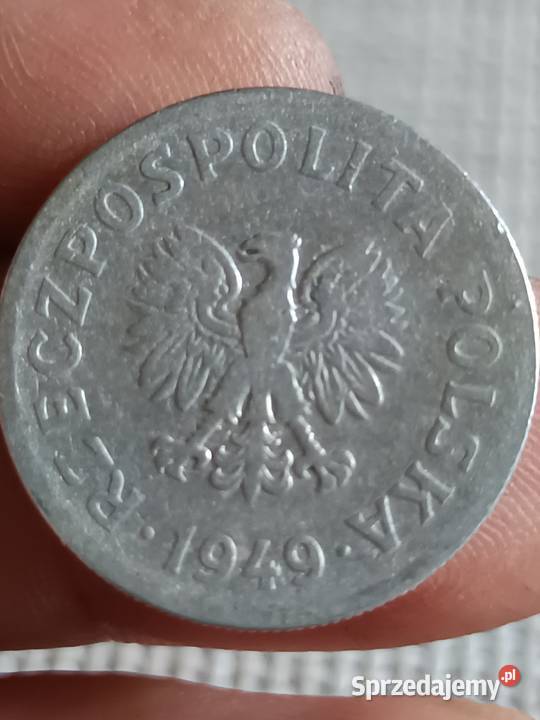 RZECZPOSPOLITA POLSKA
· 1949 ·
Sprzedajemy.pl